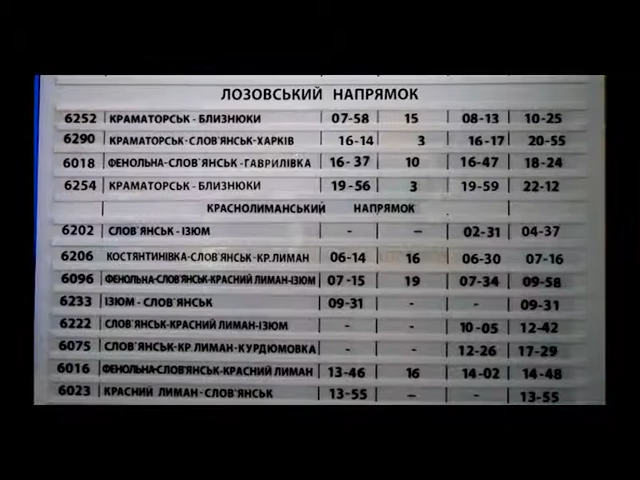 ЛОЗОВСЬКИЙ НАПРЯМОК
6252 КРАМАТОРСЬК - БЛИЗНЮКИ 07-58 15 08-13 10-25
6290 КРАМАТОРСЬК-СЛОВ'ЯНСЬК-ХАРКІВ 16-14 3 16-17 20-55
6018 ФЕНОЛЬНА-СЛОВ'ЯНСЬК-ГАВРИЛІВКА 16-37 10 16-47 18-24
6254 КРАМАТОРСЬК - БЛИЗНЮКИ 19-56 3 19-59 22-12
КРАСНОЛИМАНСЬКИЙ НАПРЯМОК
6202 СЛОВ'ЯНСЬК - ІЗЮМ - - 02-31 04-37
6206 КОСТЯНТИНІВКА-СЛОВ'ЯНСЬК-КР.ЛИМАН 06-14 16 06-30 07-16
6096 ФЕНОЛЬНА-СЛОВ'ЯНСЬК-КРАСНИЙ ЛИМАН-ІЗЮМ 07-15 19 07-34 09-58
6233 ІЗЮМ - СЛОВ'ЯНСЬК 09-31 - - 09-31
6222 СЛОВ'ЯНСЬК-КРАСНИЙ ЛИМАН-ІЗЮМ - - 10-05 12-42
6075 СЛОВ'ЯНСЬК-КР.ЛИМАН-КУРДЮМОВКА - - 12-26 17-29
6016 ФЕНОЛЬНА-СЛОВ'ЯНСЬК-КРАСНИЙ ЛИМАН 13-46 16 14-02 14-48
6023 КРАСНИЙ ЛИМАН-СЛОВ'ЯНСЬК 13-55 - - 13-55